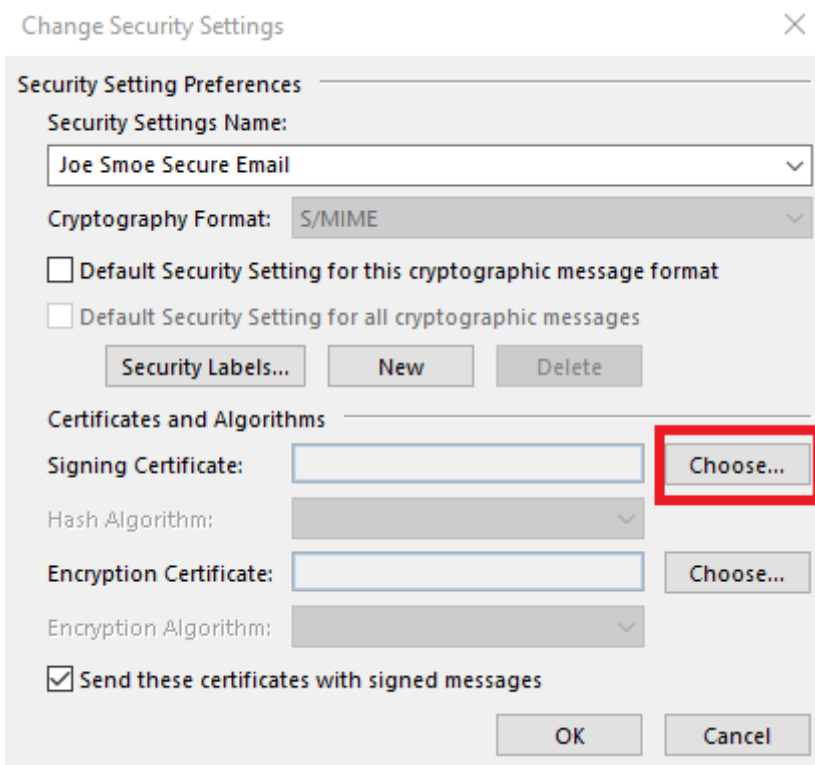 Change Security Settings
Security Setting Preferences
Security Settings Name:
Joe Smoe Secure Email
Cryptography Format: S/MIME
Default Security Setting for this cryptographic message format
Default Security Setting for all cryptographic messages
Security Labels... New Delete
Certificates and Algorithms
Signing Certificate: Choose...
Hash Algorithm:
Encryption Certificate: Choose...
Encryption Algorithm:
Send these certificates with signed messages
OK Cancel